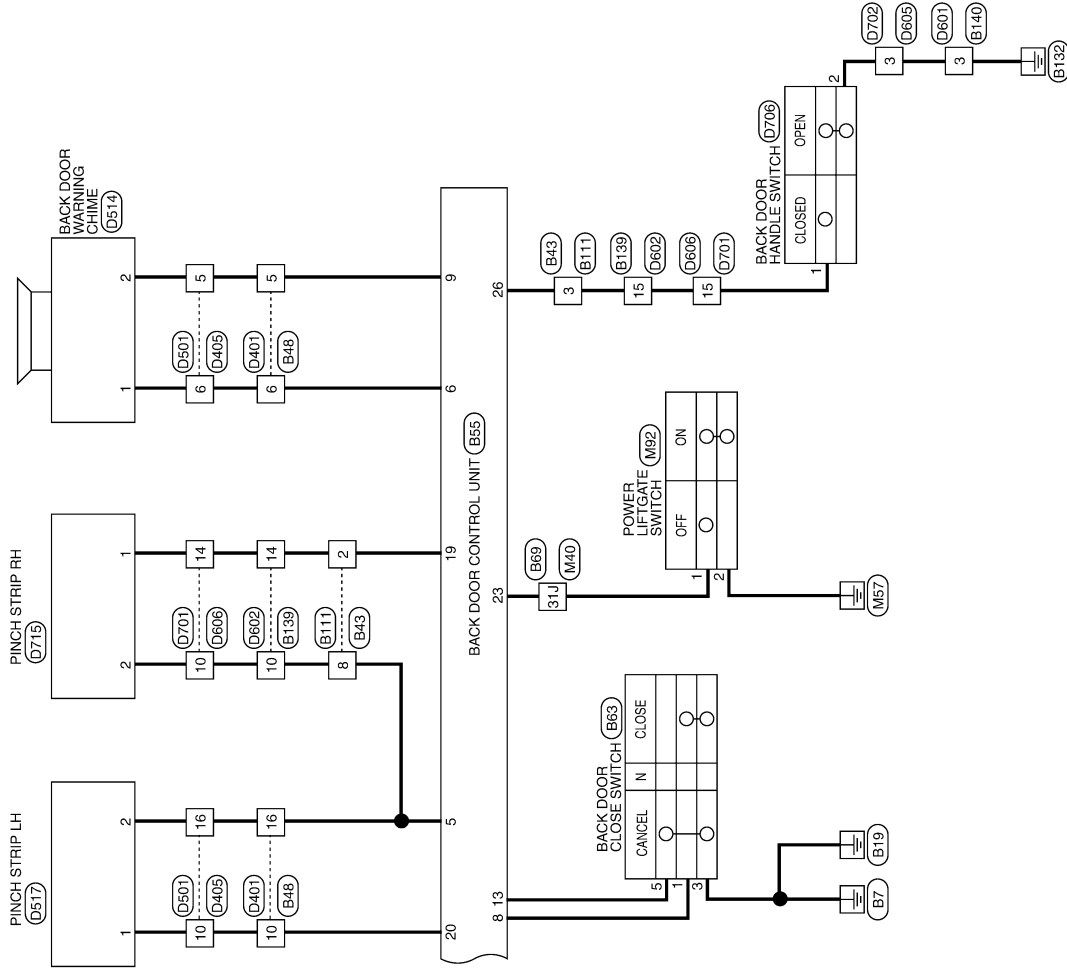 PINCH STRIP LH
D517
1
2
D501
D405
10
16
D401
B48
10
16
20
5
PINCH STRIP RH
D715
2
1
D701
D606
10
14
D602
B139
10
14
B111
B43
8
2
19
BACK DOOR
WARNING
CHIME
D514
1
2
D501
D405
6
5
D401
B48
6
5
6
9
BACK DOOR CONTROL UNIT
B55
8
13
23
26
BACK DOOR
CLOSE SWITCH
B63
CANCEL
N
CLOSE
5
1
3
B7
B19
B69
M40
31J
POWER
LIFTGATE
SWITCH
M92
OFF
ON
1
2
M57
B43
B111
3
B139
D602
15
D606
D701
15
BACK DOOR
HANDLE SWITCH
D706
CLOSED
OPEN
1
2
D702
D605
3
D601
B140
3
B132